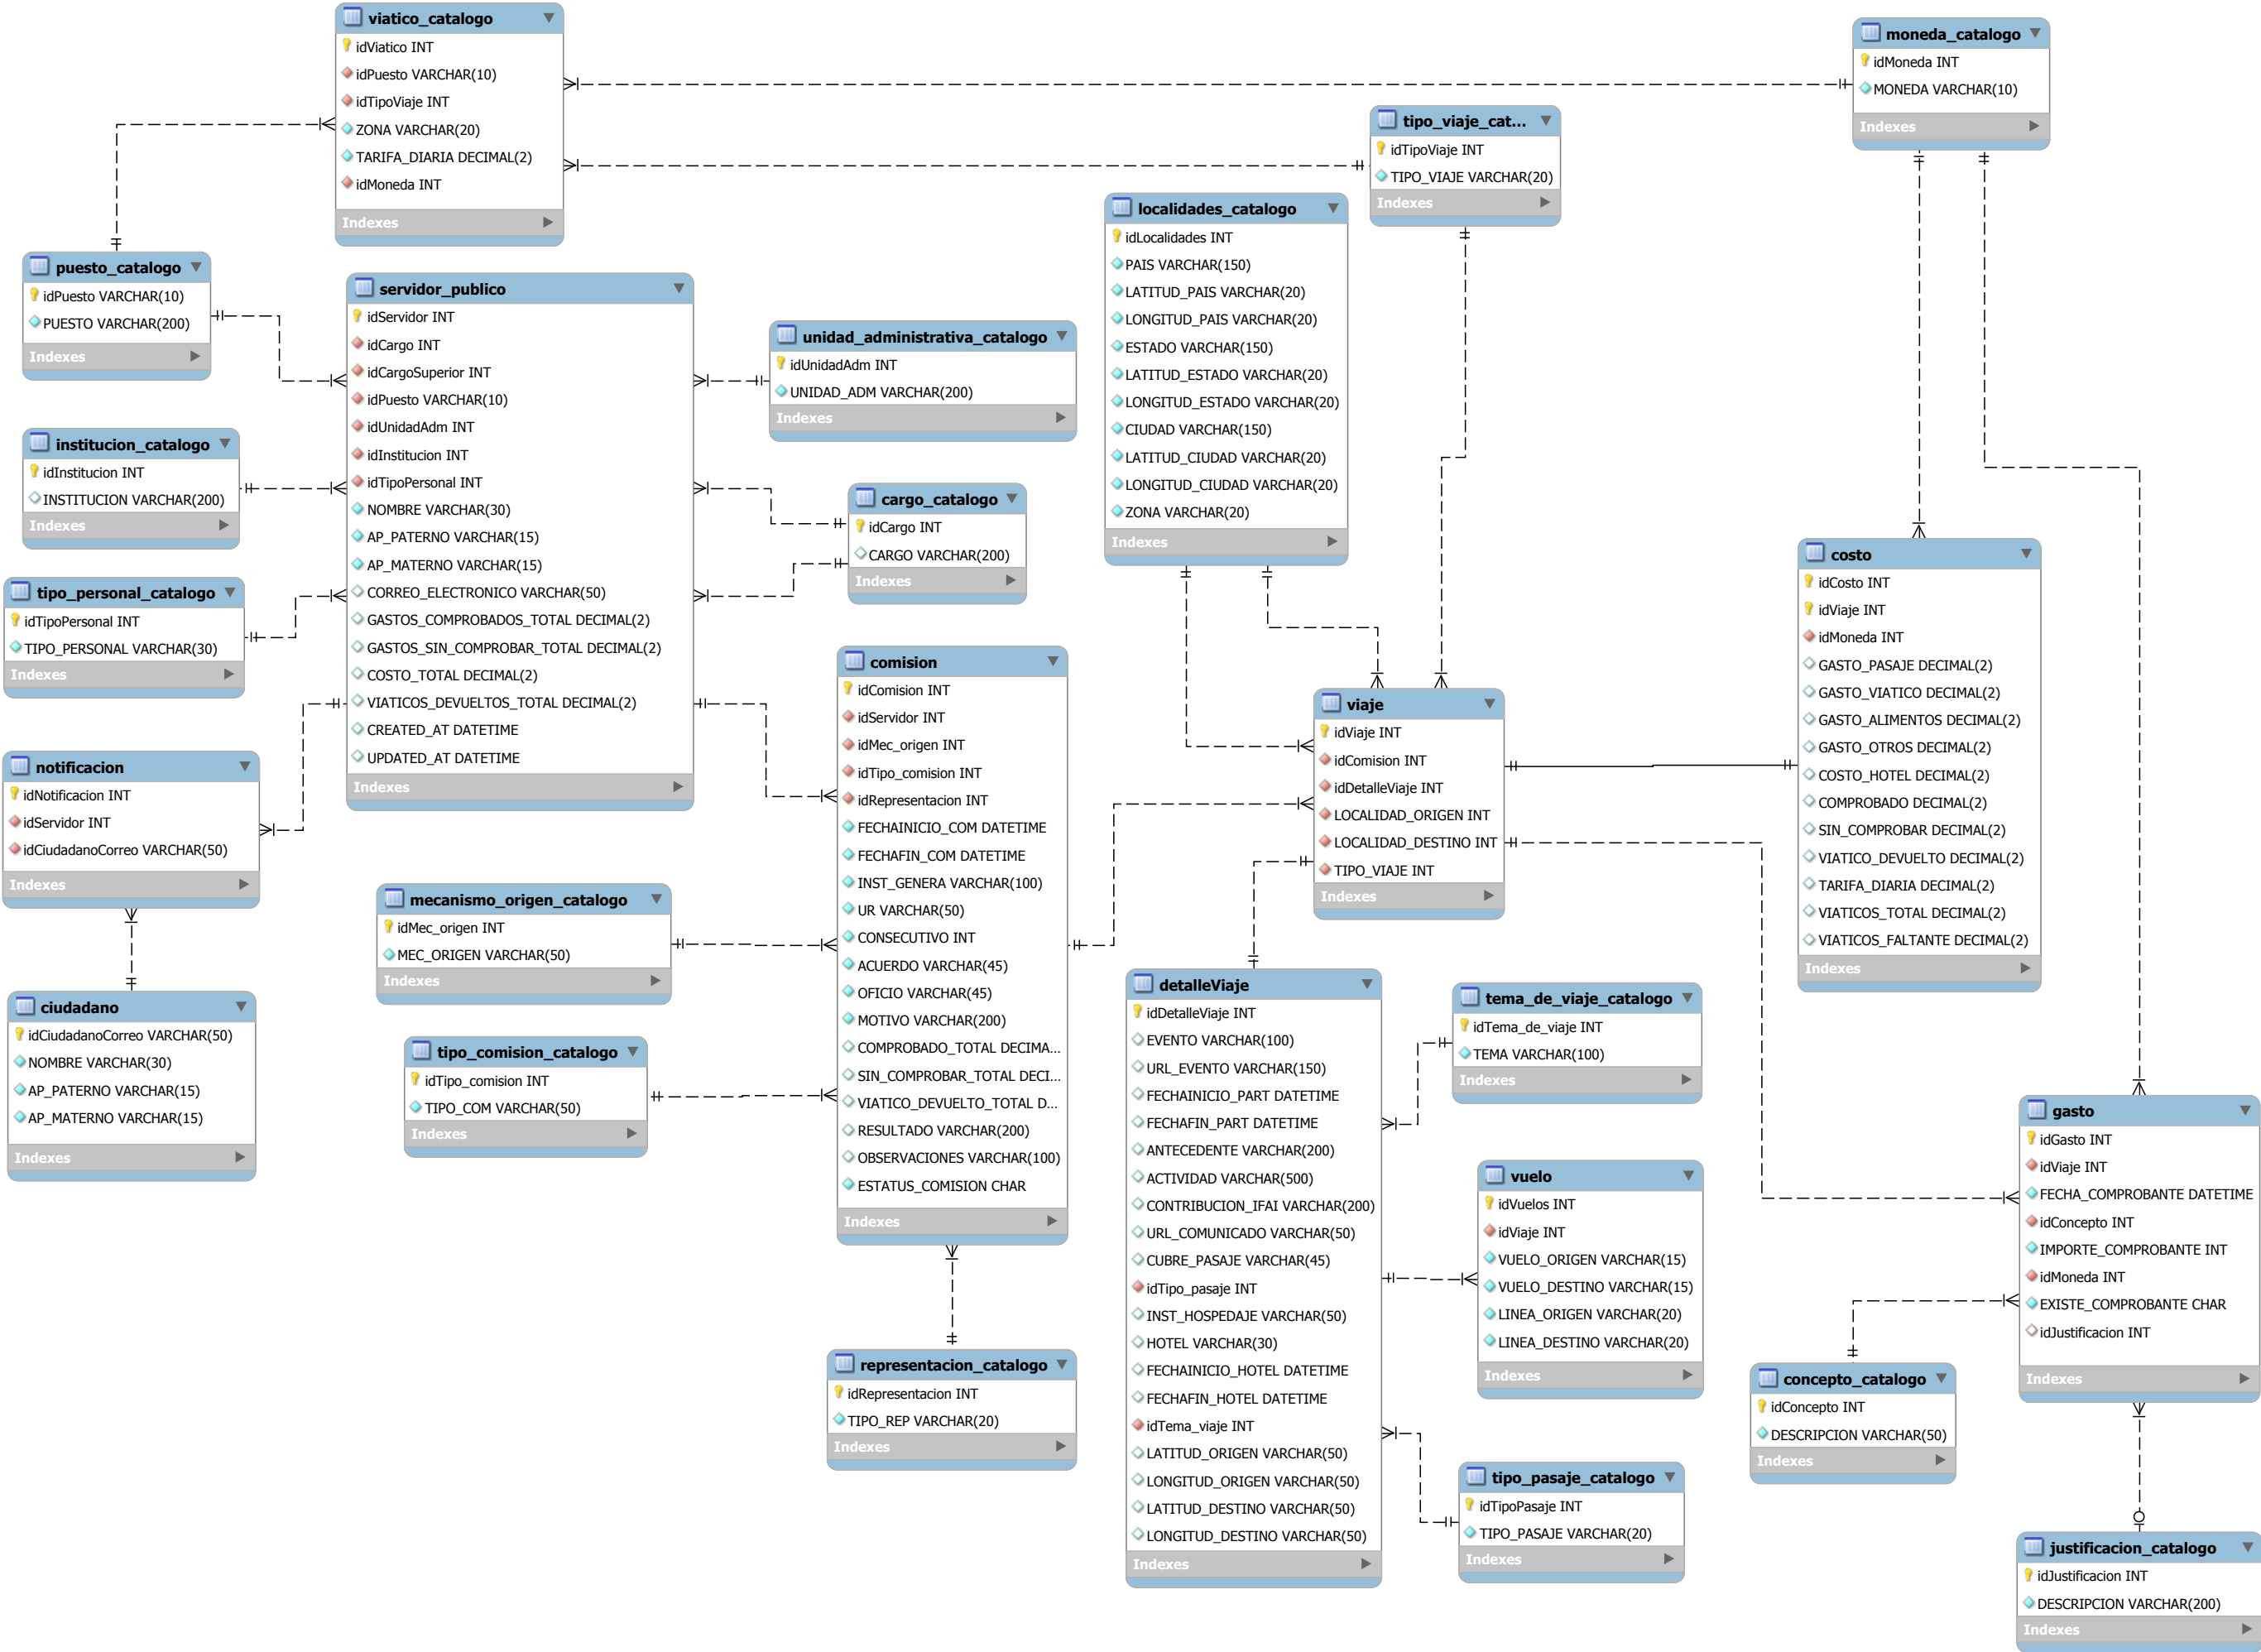 viatico_catalogo
idViatico INT
idPuesto VARCHAR(10)
idTipoViaje INT
ZONA VARCHAR(20)
TARIFA_DIARIA DECIMAL(2)
idMoneda INT
Indexes
moneda_catalogo
idMoneda INT
MONEDA VARCHAR(10)
Indexes
tipo_viaje_cat...
idTipoViaje INT
TIPO_VIAJE VARCHAR(20)
Indexes
localidades_catalogo
idLocalidades INT
PAIS VARCHAR(150)
LATITUD_PAIS VARCHAR(20)
LONGITUD_PAIS VARCHAR(20)
ESTADO VARCHAR(150)
LATITUD_ESTADO VARCHAR(20)
LONGITUD_ESTADO VARCHAR(20)
CIUDAD VARCHAR(150)
LATITUD_CIUDAD VARCHAR(20)
LONGITUD_CIUDAD VARCHAR(20)
ZONA VARCHAR(20)
Indexes
puesto_catalogo
idPuesto VARCHAR(10)
PUESTO VARCHAR(200)
Indexes
servidor_publico
idServidor INT
idCargo INT
idCargoSuperior INT
idPuesto VARCHAR(10)
idUnidadAdm INT
idInstitucion INT
idTipoPersonal INT
NOMBRE VARCHAR(30)
AP_PATERNO VARCHAR(15)
AP_MATERNO VARCHAR(15)
CORREO_ELECTRONICO VARCHAR(50)
GASTOS_COMPROBADOS_TOTAL DECIMAL(2)
GASTOS_SIN_COMPROBAR_TOTAL DECIMAL(2)
COSTO_TOTAL DECIMAL(2)
VIATICOS_DEVUELTOS_TOTAL DECIMAL(2)
CREATED_AT DATETIME
UPDATED_AT DATETIME
Indexes
unidad_administrativa_catalogo
idUnidadAdm INT
UNIDAD_ADM VARCHAR(200)
Indexes
institucion_catalogo
idInstitucion INT
INSTITUCION VARCHAR(200)
Indexes
cargo_catalogo
idCargo INT
CARGO VARCHAR(200)
Indexes
tipo_personal_catalogo
idTipoPersonal INT
TIPO_PERSONAL VARCHAR(30)
Indexes
costo
idCosto INT
idViaje INT
idMoneda INT
GASTO_PASAJE DECIMAL(2)
GASTO_VIATICO DECIMAL(2)
GASTO_ALIMENTOS DECIMAL(2)
GASTO_OTROS DECIMAL(2)
COSTO_HOTEL DECIMAL(2)
COMPROBADO DECIMAL(2)
SIN_COMPROBAR DECIMAL(2)
VIATICO_DEVUELTO DECIMAL(2)
TARIFA_DIARIA DECIMAL(2)
VIATICOS_TOTAL DECIMAL(2)
VIATICOS_FALTANTE DECIMAL(2)
Indexes
comision
idComision INT
idServidor INT
idMec_origen INT
idTipo_comision INT
idRepresentacion INT
FECHAINICIO_COM DATETIME
FECHAFIN_COM DATETIME
INST_GENERA VARCHAR(100)
UR VARCHAR(50)
CONSECUTIVO INT
ACUERDO VARCHAR(45)
OFICIO VARCHAR(45)
MOTIVO VARCHAR(200)
COMPROBADO_TOTAL DECIMA...
SIN_COMPROBAR_TOTAL DECI...
VIATICO_DEVUELTO_TOTAL D...
RESULTADO VARCHAR(200)
OBSERVACIONES VARCHAR(100)
ESTATUS_COMISION CHAR
Indexes
viaje
idViaje INT
idComision INT
idDetalleViaje INT
LOCALIDAD_ORIGEN INT
LOCALIDAD_DESTINO INT
TIPO_VIAJE INT
Indexes
notificacion
idNotificacion INT
idServidor INT
idCiudadanoCorreo VARCHAR(50)
Indexes
mecanismo_origen_catalogo
idMec_origen INT
MEC_ORIGEN VARCHAR(50)
Indexes
ciudadano
idCiudadanoCorreo VARCHAR(50)
NOMBRE VARCHAR(30)
AP_PATERNO VARCHAR(15)
AP_MATERNO VARCHAR(15)
Indexes
tipo_comision_catalogo
idTipo_comision INT
TIPO_COM VARCHAR(50)
Indexes
detalleViaje
idDetalleViaje INT
EVENTO VARCHAR(100)
URL_EVENTO VARCHAR(150)
FECHAINICIO_PART DATETIME
FECHAFIN_PART DATETIME
ANTECEDENTE VARCHAR(200)
ACTIVIDAD VARCHAR(500)
CONTRIBUCION_IFAI VARCHAR(200)
URL_COMUNICADO VARCHAR(50)
CUBRE_PASAJE VARCHAR(45)
idTipo_pasaje INT
INST_HOSPEDAJE VARCHAR(50)
HOTEL VARCHAR(30)
FECHAINICIO_HOTEL DATETIME
FECHAFIN_HOTEL DATETIME
idTema_viaje INT
LATITUD_ORIGEN VARCHAR(50)
LONGITUD_ORIGEN VARCHAR(50)
LATITUD_DESTINO VARCHAR(50)
LONGITUD_DESTINO VARCHAR(50)
Indexes
tema_de_viaje_catalogo
idTema_de_viaje INT
TEMA VARCHAR(100)
Indexes
vuelo
idVuelos INT
idViaje INT
VUELO_ORIGEN VARCHAR(15)
VUELO_DESTINO VARCHAR(15)
LINEA_ORIGEN VARCHAR(20)
LINEA_DESTINO VARCHAR(20)
Indexes
gasto
idGasto INT
idViaje INT
FECHA_COMPROBANTE DATETIME
idConcepto INT
IMPORTE_COMPROBANTE INT
idMoneda INT
EXISTE_COMPROBANTE CHAR
idJustificacion INT
Indexes
representacion_catalogo
idRepresentacion INT
TIPO_REP VARCHAR(20)
Indexes
concepto_catalogo
idConcepto INT
DESCRIPCION VARCHAR(50)
Indexes
tipo_pasaje_catalogo
idTipoPasaje INT
TIPO_PASAJE VARCHAR(20)
Indexes
justificacion_catalogo
idJustificacion INT
DESCRIPCION VARCHAR(200)
Indexes